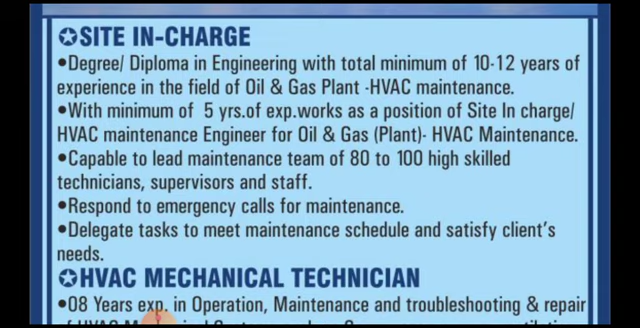 ✪SITE IN-CHARGE
•Degree/ Diploma in Engineering with total minimum of 10-12 years of
experience in the field of Oil & Gas Plant -HVAC maintenance.
•With minimum of 5 yrs.of exp.works as a position of Site In charge/
HVAC maintenance Engineer for Oil & Gas (Plant)- HVAC Maintenance.
•Capable to lead maintenance team of 80 to 100 high skilled
technicians, supervisors and staff.
•Respond to emergency calls for maintenance.
•Delegate tasks to meet maintenance schedule and satisfy client's
needs.
✪HVAC MECHANICAL TECHNICIAN
•08 Years exp. in Operation, Maintenance and troubleshooting & repair